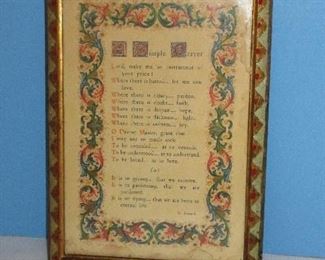 A Simple Prayer
Lord, make me an instrument of
your peace!
Where there is hatred.... let me sow
love.
Where there is injury... pardon.
Where there is doubt... faith.
Where there is despair... hope.
Where there is darkness... light.
Where there is sadness... joy.
O Divine Master, grant that
I may not so much seek
To be consoled.... as to console,
To be understood... as to understand,
To be loved... as to love,
for
It is in giving... that we receive,
It is in pardoning, that we are
pardoned,
It is in dying... that we are born to
eternal life.